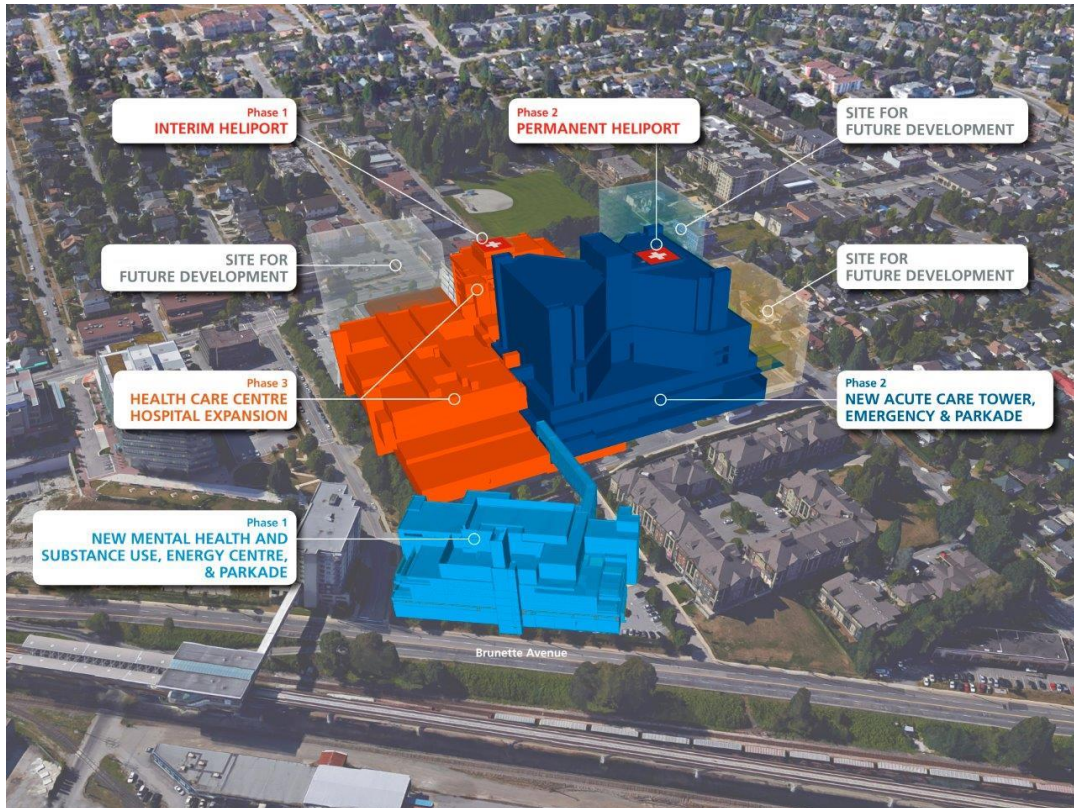 Phase 1
INTERIM HELIPORT
Phase 2
PERMANENT HELIPORT
SITE FOR
FUTURE DEVELOPMENT
SITE FOR
FUTURE DEVELOPMENT
SITE FOR
FUTURE DEVELOPMENT
Phase 3
HEALTH CARE CENTRE
HOSPITAL EXPANSION
Phase 2
NEW ACUTE CARE TOWER,
EMERGENCY & PARKADE
Phase 1
NEW MENTAL HEALTH AND
SUBSTANCE USE, ENERGY CENTRE,
& PARKADE
Brunette Avenue